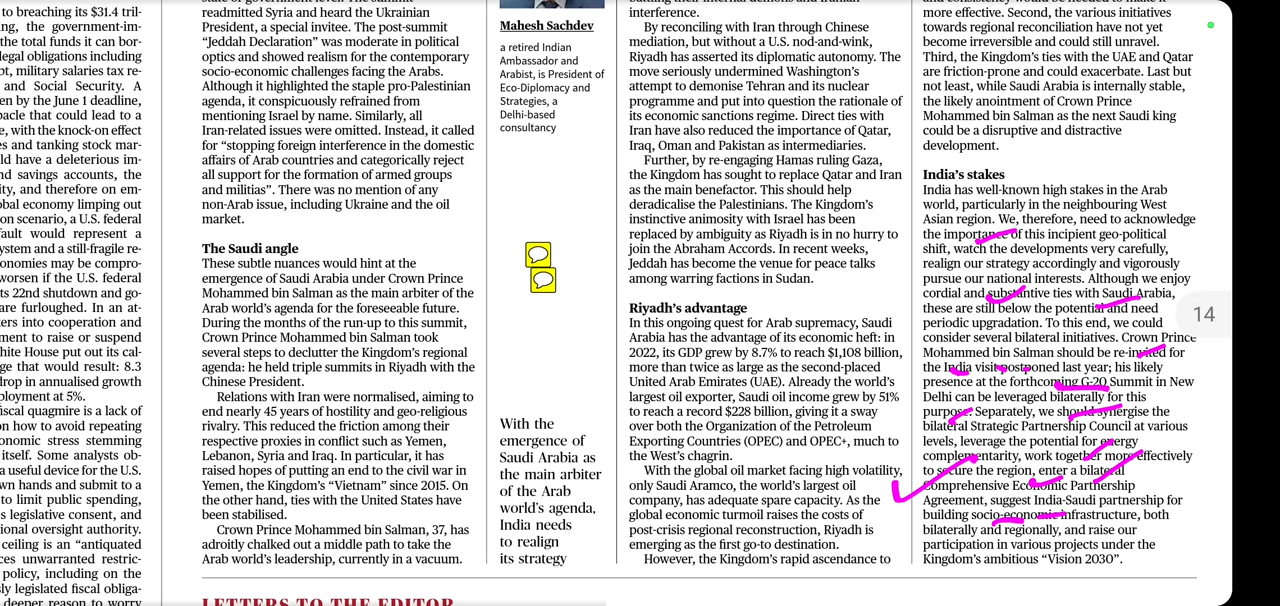 to breaching its $31.4 tril-
ing, the government-im-
the total funds it can bor-
legal obligations including
bt, military salaries tax re-
and Social Security. A
en by the June 1 deadline,
pacle that could lead to a
e, with the knock-on effect
es and tanking stock mar-
ld have a deleterious im-
nd savings accounts, the
ity, and therefore on em-
obal economy limping out
on scenario, a U.S. federal
fault would represent a
ystem and a still-fragile re-
onomies may be compro-
worsen if the U.S. federal
ts 22nd shutdown and go-
are furloughed. In an at-
kers into cooperation and
ment to raise or suspend
hite House put out its cal-
ge that would result: 8.3
drop in annualised growth
ployment at 5%.
fiscal quagmire is a lack of
on how to avoid repeating
onomic stress stemming
itself. Some analysts ob-
a useful device for the U.S.
wn hands and submit to a
to limit public spending,
s legislative consent, and
ional oversight authority.
ceiling is an “antiquated
ces unwarranted restric-
policy, including on the
sly legislated fiscal obliga-
deeper reason to worry
readmitted Syria and heard the Ukrainian
President, a special invitee. The post-summit
“Jeddah Declaration” was moderate in political
optics and showed realism for the contemporary
socio-economic challenges facing the Arabs.
Although it highlighted the staple pro-Palestinian
agenda, it conspicuously refrained from
mentioning Israel by name. Similarly, all
Iran-related issues were omitted. Instead, it called
for “stopping foreign interference in the domestic
affairs of Arab countries and categorically reject
all support for the formation of armed groups
and militias”. There was no mention of any
non-Arab issue, including Ukraine and the oil
market.
The Saudi angle
These subtle nuances would hint at the
emergence of Saudi Arabia under Crown Prince
Mohammed bin Salman as the main arbiter of the
Arab world’s agenda for the foreseeable future.
During the months of the run-up to this summit,
Crown Prince Mohammed bin Salman took
several steps to declutter the Kingdom’s regional
agenda: he held triple summits in Riyadh with the
Chinese President.
Relations with Iran were normalised, aiming to
end nearly 45 years of hostility and geo-religious
rivalry. This reduced the friction among their
respective proxies in conflict such as Yemen,
Lebanon, Syria and Iraq. In particular, it has
raised hopes of putting an end to the civil war in
Yemen, the Kingdom’s “Vietnam” since 2015. On
the other hand, ties with the United States have
been stabilised.
Crown Prince Mohammed bin Salman, 37, has
adroitly chalked out a middle path to take the
Arab world’s leadership, currently in a vacuum.
Mahesh Sachdev
a retired Indian
Ambassador and
Arabist, is President of
Eco-Diplomacy and
Strategies, a
Delhi-based
consultancy
With the
emergence of
Saudi Arabia as
the main arbiter
of the Arab
world’s agenda,
India needs
to realign
its strategy
interference.
By reconciling with Iran through Chinese
mediation, but without a U.S. nod-and-wink,
Riyadh has asserted its diplomatic autonomy. The
move seriously undermined Washington’s
attempt to demonise Tehran and its nuclear
programme and put into question the rationale of
its economic sanctions regime. Direct ties with
Iran have also reduced the importance of Qatar,
Iraq, Oman and Pakistan as intermediaries.
Further, by re-engaging Hamas ruling Gaza,
the Kingdom has sought to replace Qatar and Iran
as the main benefactor. This should help
deradicalise the Palestinians. The Kingdom’s
instinctive animosity with Israel has been
replaced by ambiguity as Riyadh is in no hurry to
join the Abraham Accords. In recent weeks,
Jeddah has become the venue for peace talks
among warring factions in Sudan.
Riyadh’s advantage
In this ongoing quest for Arab supremacy, Saudi
Arabia has the advantage of its economic heft: in
2022, its GDP grew by 8.7% to reach $1,108 billion,
more than twice as large as the second-placed
United Arab Emirates (UAE). Already the world’s
largest oil exporter, Saudi oil income grew by 51%
to reach a record $228 billion, giving it a sway
over both the Organization of the Petroleum
Exporting Countries (OPEC) and OPEC+, much to
the West’s chagrin.
With the global oil market facing high volatility,
only Saudi Aramco, the world’s largest oil
company, has adequate spare capacity. As the
global economic turmoil raises the costs of
post-crisis regional reconstruction, Riyadh is
emerging as the first go-to destination.
However, the Kingdom’s rapid ascendance to
more effective. Second, the various initiatives
towards regional reconciliation have not yet
become irreversible and could still unravel.
Third, the Kingdom’s ties with the UAE and Qatar
are friction-prone and could exacerbate. Last but
not least, while Saudi Arabia is internally stable,
the likely anointment of Crown Prince
Mohammed bin Salman as the next Saudi king
could be a disruptive and distractive
development.
India’s stakes
India has well-known high stakes in the Arab
world, particularly in the neighbouring West
Asian region. We, therefore, need to acknowledge
the importance of this incipient geo-political
shift, watch the developments very carefully,
realign our strategy accordingly and vigorously
pursue our national interests. Although we enjoy
cordial and substantive ties with Saudi Arabia,
these are still below the potential and need
periodic upgradation. To this end, we could
consider several bilateral initiatives. Crown Prince
Mohammed bin Salman should be re-invited for
the India visit postponed last year; his likely
presence at the forthcoming G-20 Summit in New
Delhi can be leveraged bilaterally for this
purpose. Separately, we should synergise the
bilateral Strategic Partnership Council at various
levels, leverage the potential for energy
complementarity, work together more effectively
to secure the region, enter a bilateral
Comprehensive Economic Partnership
Agreement, suggest India-Saudi partnership for
building socio-economic infrastructure, both
bilaterally and regionally, and raise our
participation in various projects under the
Kingdom’s ambitious “Vision 2030”.
14
LETTERS TO THE EDITOR